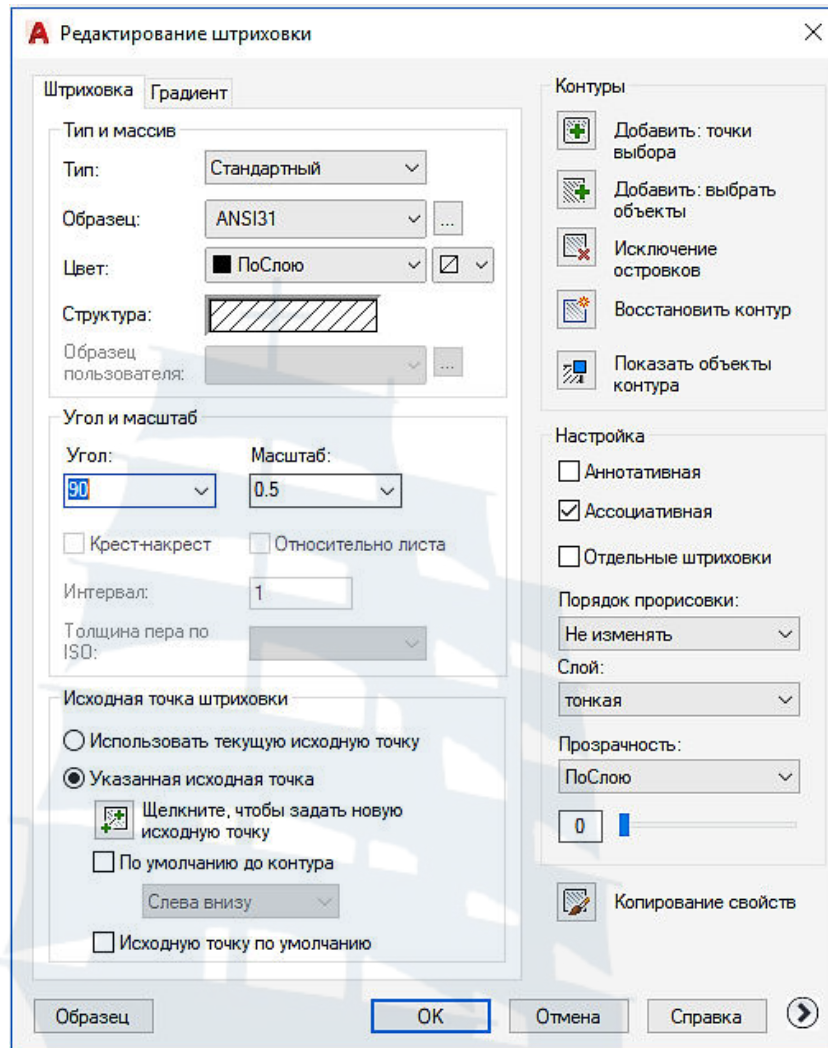 Редактирование штриховки
Штриховка
Градиент
Тип и массив
Тип:
Стандартный
Образец:
ANSI31
...
Цвет:
ПоСлою
Структура:
Образец
пользователя:
...
Угол и масштаб
Угол:
Масштаб:
90
0.5
Крест-накрест
Относительно листа
Интервал:
1
Толщина пера по
ISO:
Исходная точка штриховки
Использовать текущую исходную точку
Указанная исходная точка
Щелкните, чтобы задать новую
исходную точку
По умолчанию до контура
Слева внизу
Исходную точку по умолчанию
Контуры
Добавить: точки
выбора
Добавить: выбрать
объекты
Исключение
островков
Восстановить контур
Показать объекты
контура
Настройка
Аннотативная
Ассоциативная
Отдельные штриховки
Порядок прорисовки:
Не изменять
Слой:
тонкая
Прозрачность:
ПоСлою
0
Копирование свойств
Образец
OK
Отмена
Справка